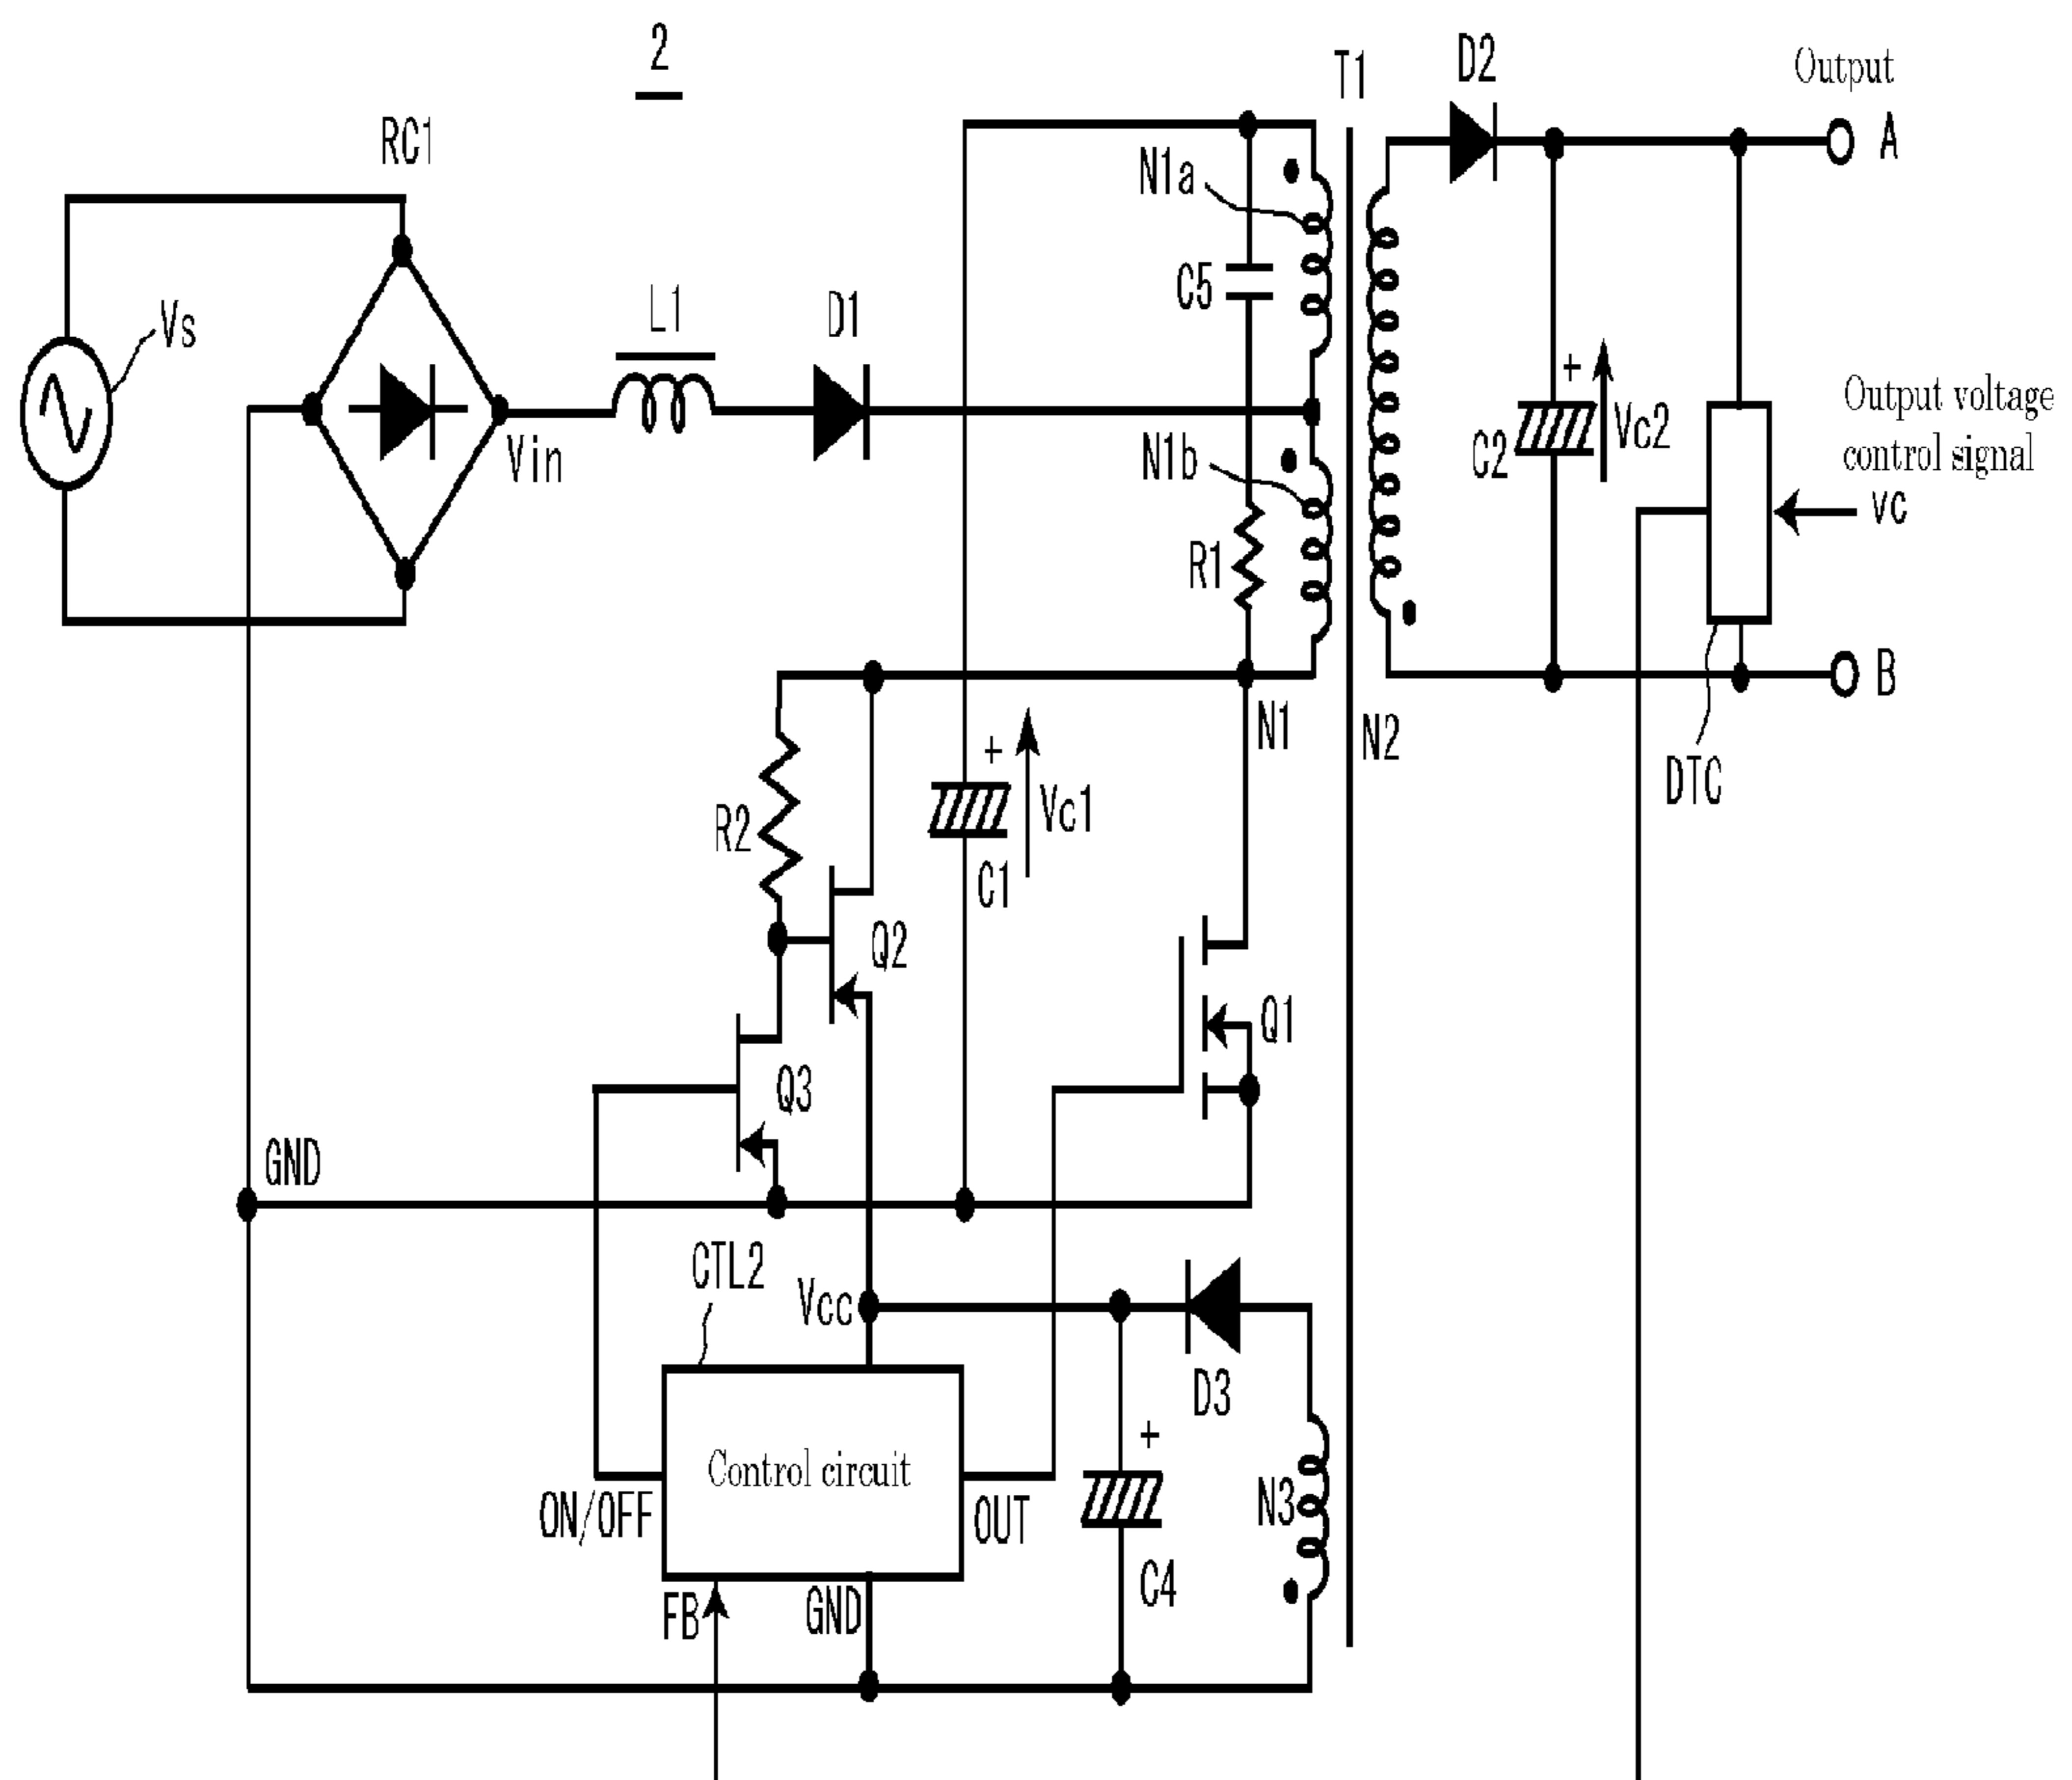 2
T1
D2
Output
RC1
A
N1a
Vs
C5
L1
D1
Vin
N1b
+
C2
Vc2
Output voltage
control signal
vc
R1
B
N1
N2
DTC
+
R2
Vc1
C1
Q2
Q1
Q3
GND
CTL2
Vcc
D3
+
Control circuit
N3
ON/OFF
OUT
C4
FB
GND